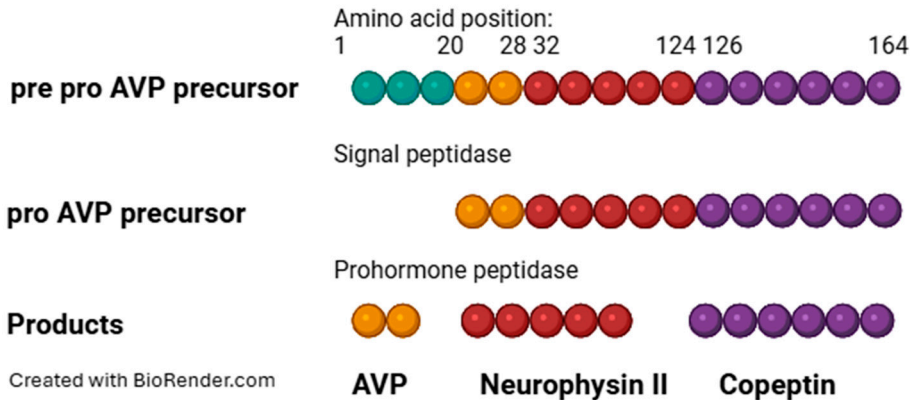 Amino acid position:
1 20 28 32 124 126 164
pre pro AVP precursor
Signal peptidase
pro AVP precursor
Prohormone peptidase
Products
Created with BioRender.com
AVP Neurophysin II Copeptin